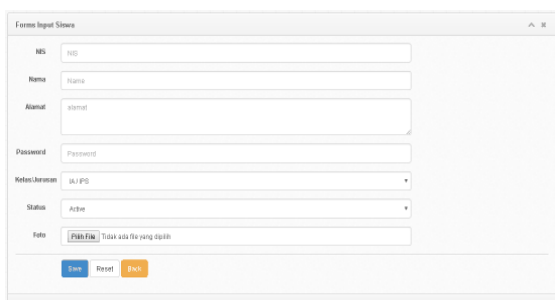 Forms Input Siswa
NIS NIS
Nama Name
Alamat alamat
Password Password
Kelas/Jurusan IA / IPS
Status Active
Foto Pilih File Tidak ada file yang dipilih
Save Reset Back